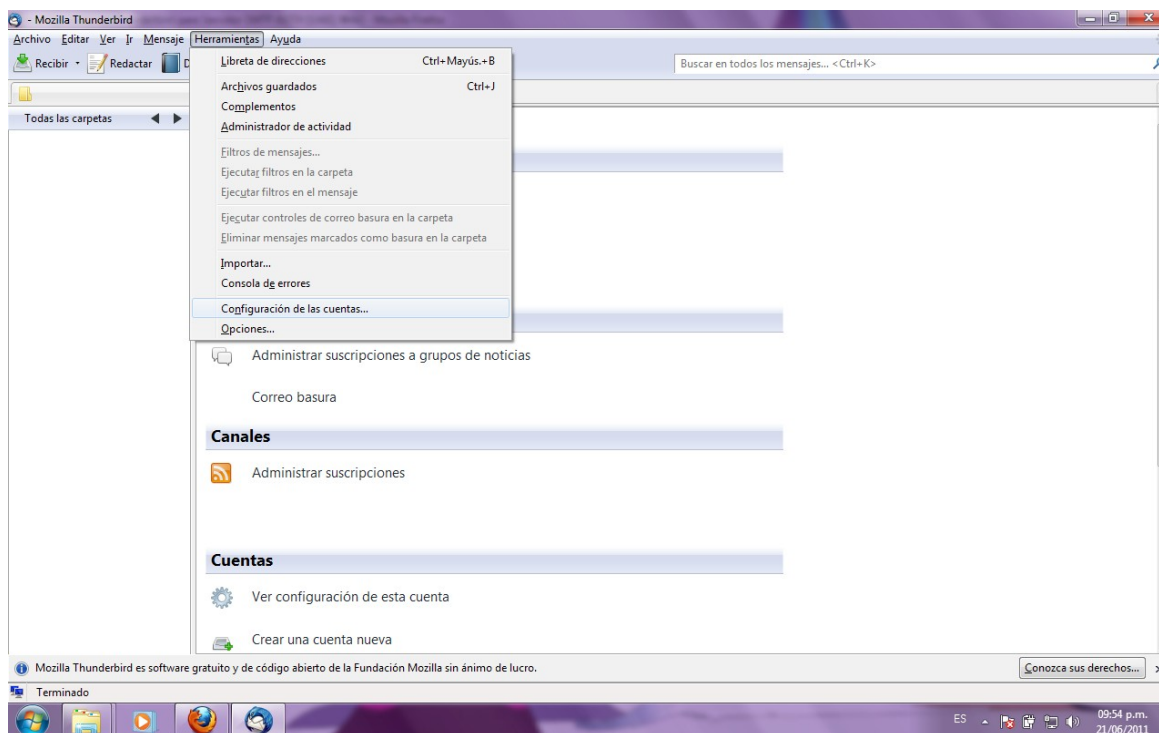 - Mozilla Thunderbird
Archivo Editar Ver Ir Mensaje Herramientas Ayuda
Recibir Redactar D
Buscar en todos los mensajes... <Ctrl+K>
Todas las carpetas
Libreta de direcciones Ctrl+Mayús.+B
Archivos guardados Ctrl+J
Complementos
Administrador de actividad
Filtros de mensajes...
Ejecutar filtros en la carpeta
Ejecutar filtros en el mensaje
Ejecutar controles de correo basura en la carpeta
Eliminar mensajes marcados como basura en la carpeta
Importar...
Consola de errores
Configuración de las cuentas...
Opciones...
Administrar suscripciones a grupos de noticias
Correo basura
Canales
Administrar suscripciones
Cuentas
Ver configuración de esta cuenta
Crear una cuenta nueva
Mozilla Thunderbird es software gratuito y de código abierto de la Fundación Mozilla sin ánimo de lucro.
Conozca sus derechos...
Terminado
ES
09:54 p.m.
21/06/2011